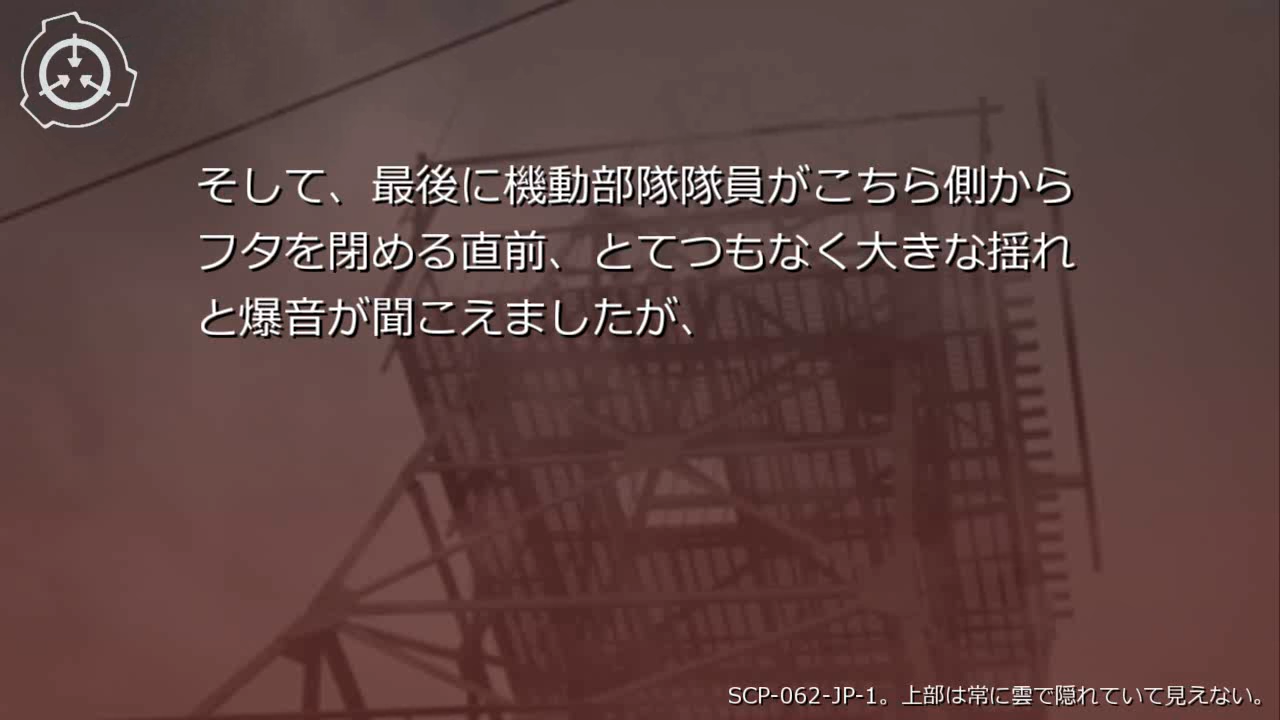 そして、最後に機動部隊隊員がこちら側から
フタを閉める直前、とてつもなく大きな揺れ
と爆音が聞こえましたが、
SCP-062-JP-1。上部は常に雲で隠れていて見えない。